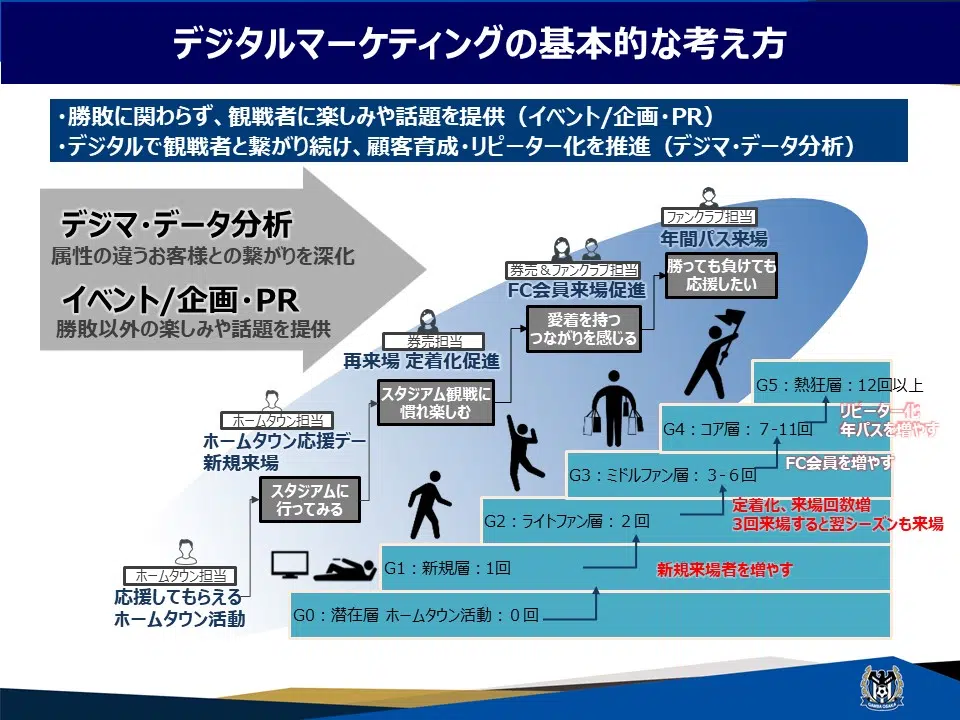 デジタルマーケティングの基本的な考え方
・勝敗に関わらず、観戦者に楽しみや話題を提供（イベント/企画・PR）
・デジタルで観戦者と繋がり続け、顧客育成・リピーター化を推進（デジマ・データ分析）
デジマ・データ分析
属性の違うお客様との繋がりを深化
イベント/企画・PR
勝敗以外の楽しみや話題を提供
ファンクラブ担当
年間パス来場
勝っても負けても
応援したい
券売＆ファンクラブ担当
FC会員来場促進
愛着を持つ
つながりを感じる
券売担当
再来場 定着化促進
スタジアム観戦に
慣れ楽しむ
ホームタウン担当
ホームタウン応援デー
新規来場
スタジアムに
行ってみる
ホームタウン担当
応援してもらえる
ホームタウン活動
G5：熱狂層：12回以上
リピーター化
年パスを増やす
G4：コア層：７-11回
FC会員を増やす
G3：ミドルファン層：３-６回
定着化、来場回数増
3回来場すると翌シーズンも来場
G2：ライトファン層：２回
G1：新規層：1回
新規来場者を増やす
G0：潜在層 ホームタウン活動：０回
GAMBA OSAKA